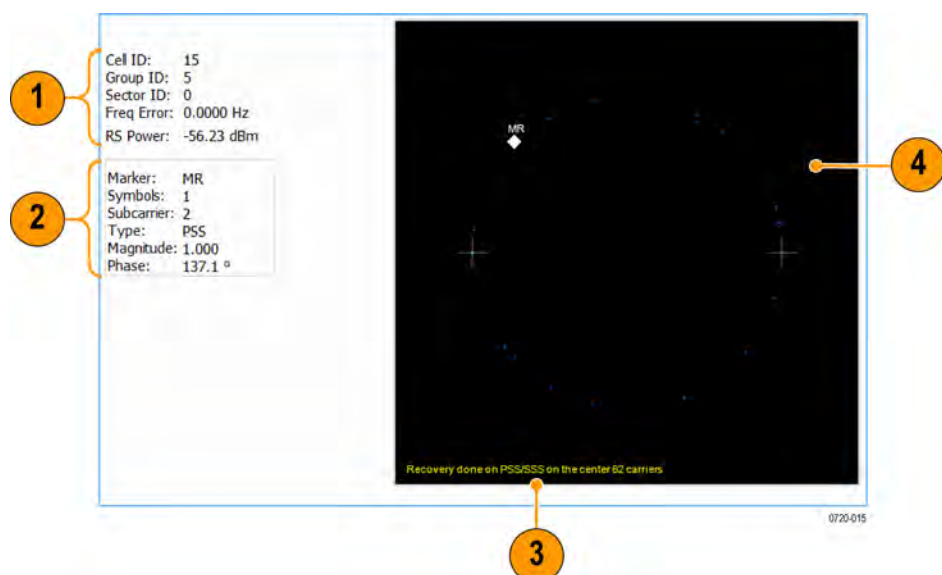 1
Cell ID: 15
Group ID: 5
Sector ID: 0
Freq Error: 0.0000 Hz
RS Power: -56.23 dBm
2
Marker: MR
Symbols: 1
Subcarrier: 2
Type: PSS
Magnitude: 1.000
Phase: 137.1 º
MR
4
Recovery done on PSS/SSS on the center 62 carriers
3
0720-015